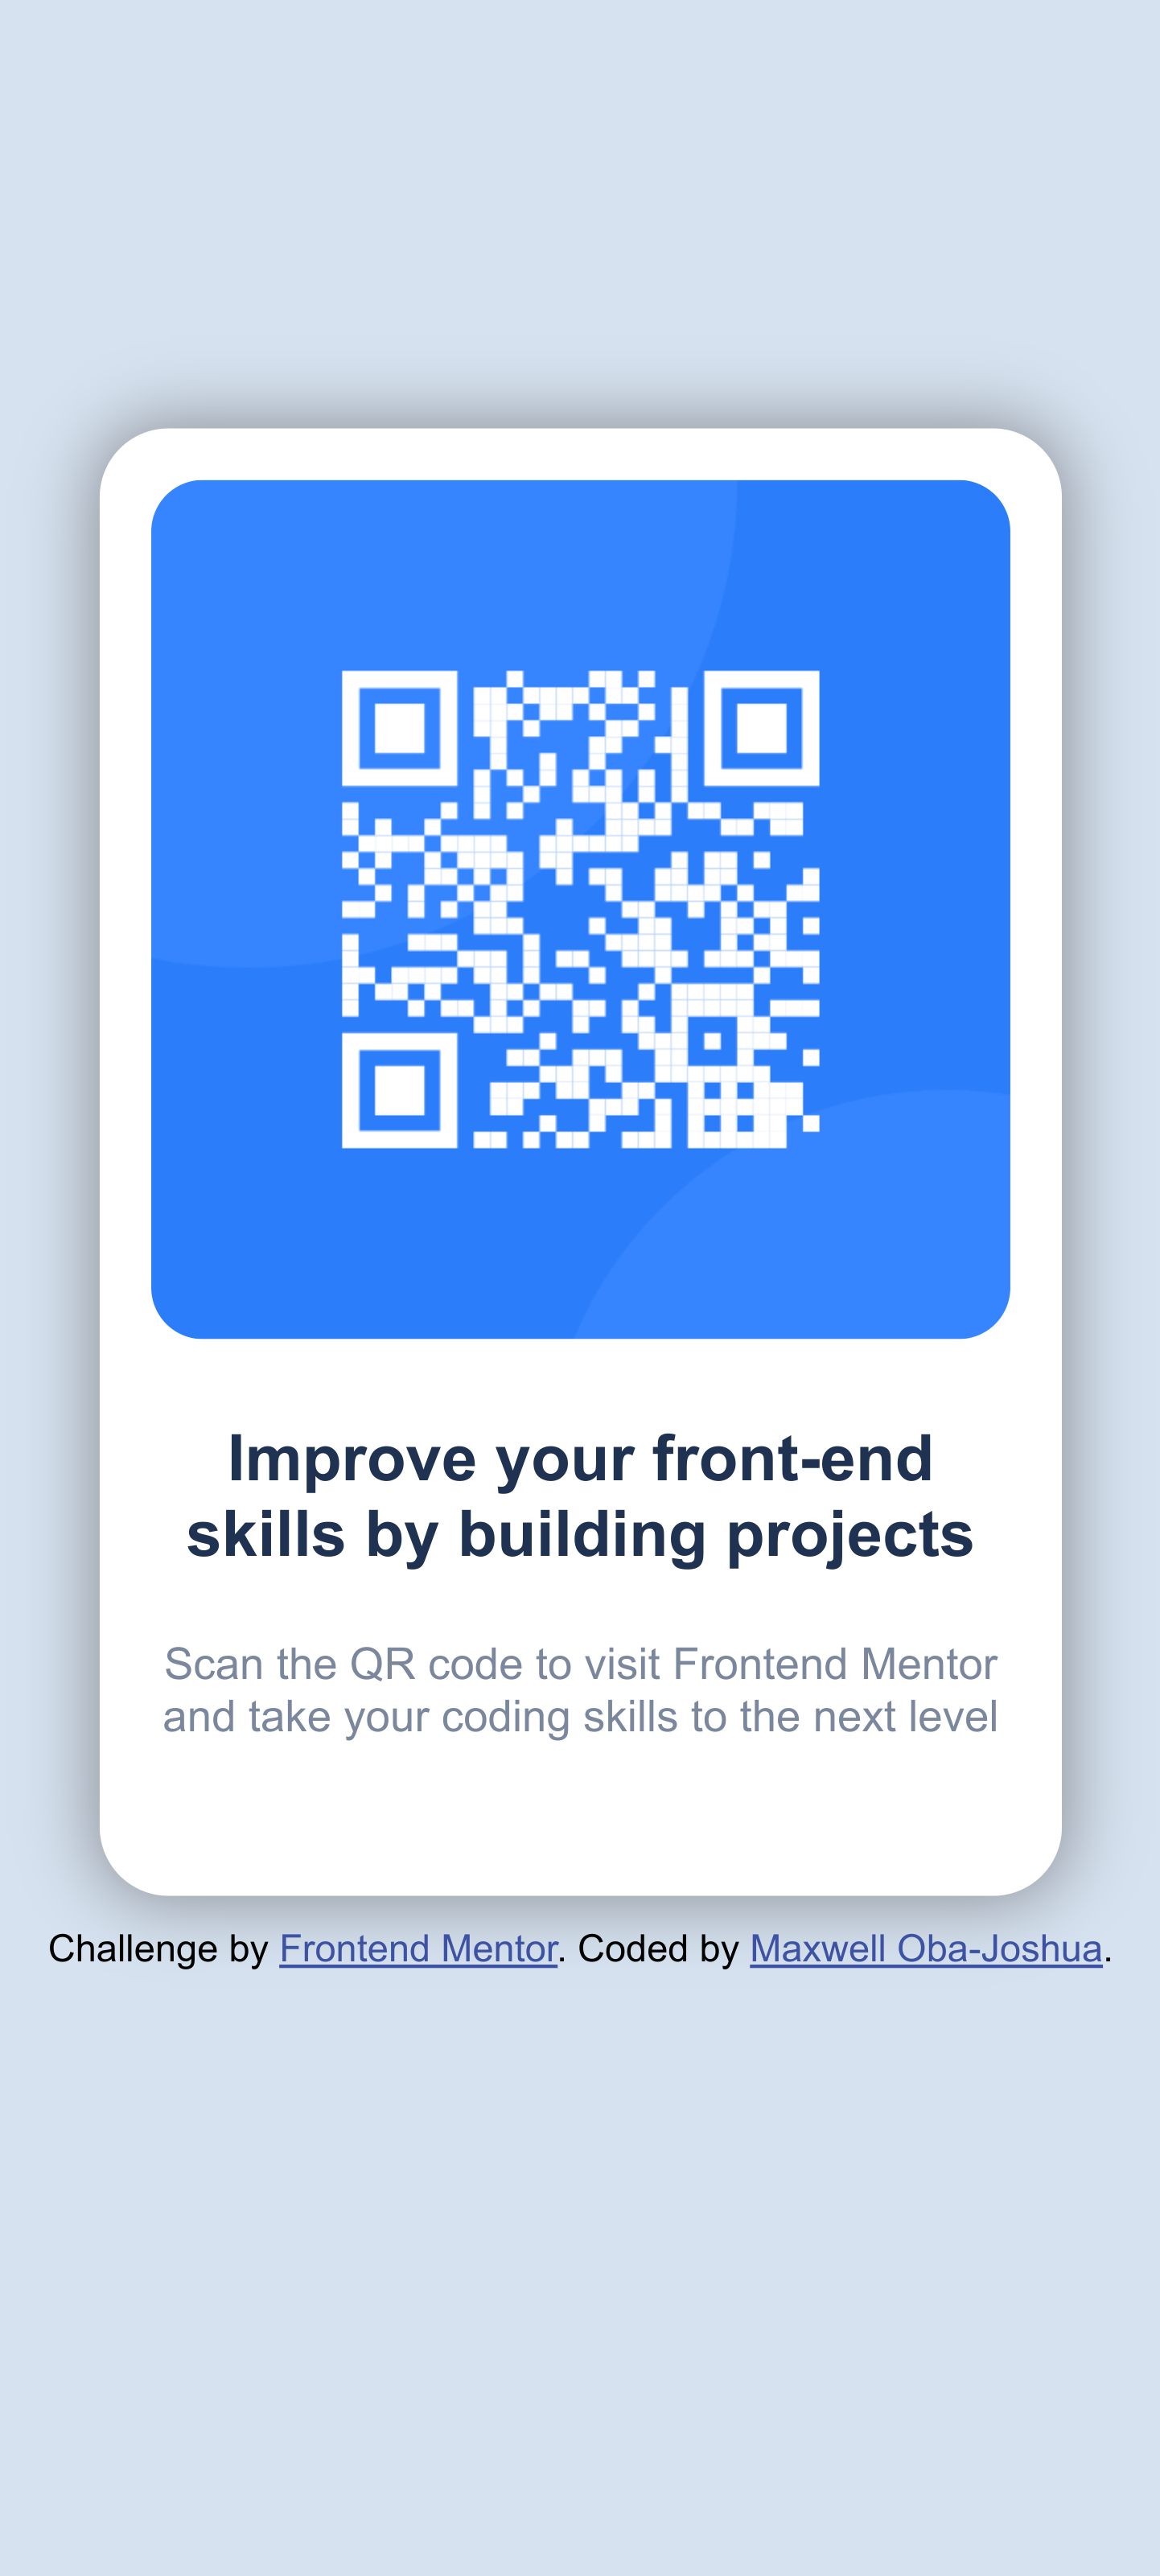 Improve your front-end
skills by building projects
Scan the QR code to visit Frontend Mentor
and take your coding skills to the next level
Challenge by Frontend Mentor. Coded by Maxwell Oba-Joshua.